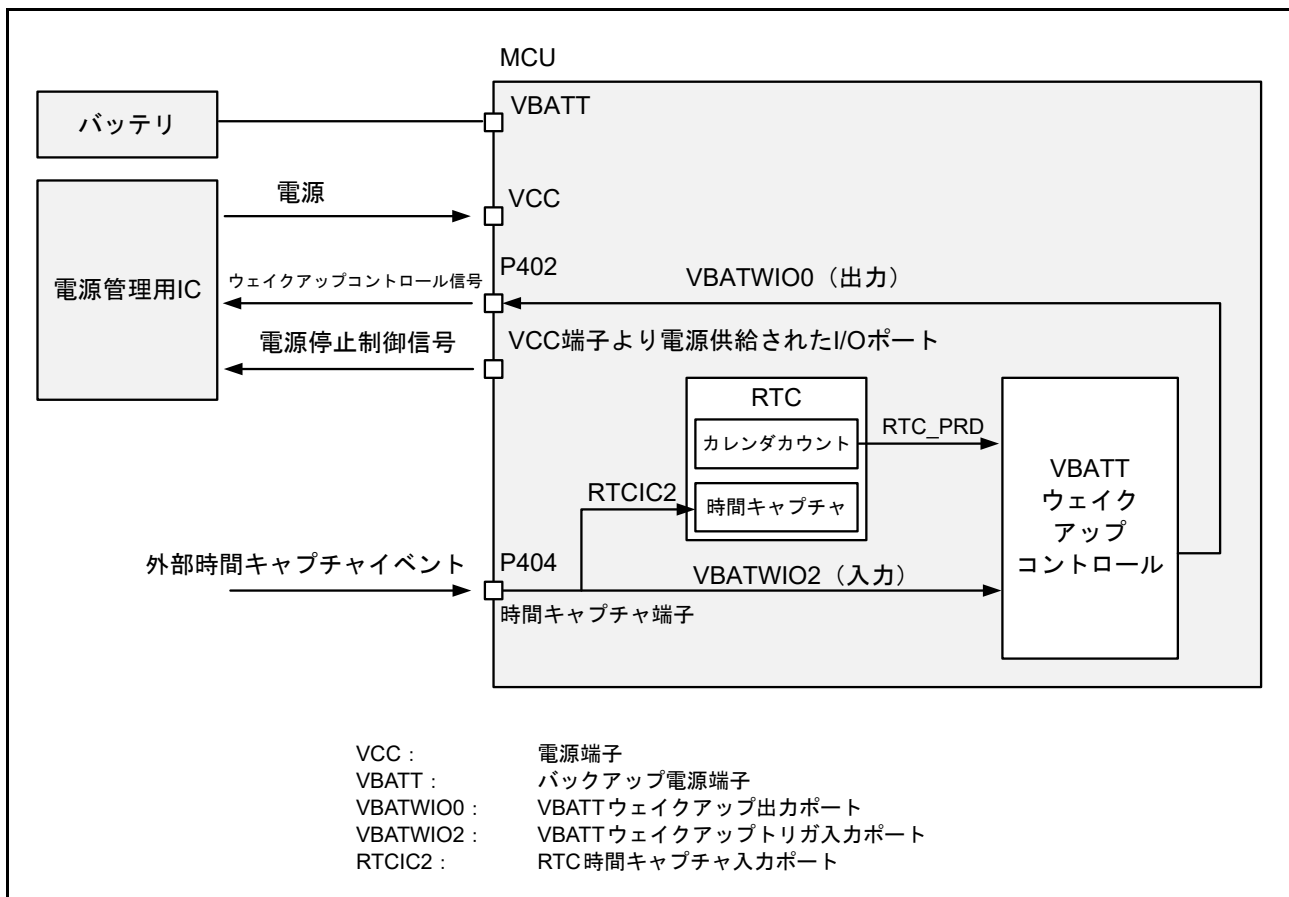 MCU
バッテリ
VBATT
電源
VCC
電源管理用IC
P402
ウェイクアップコントロール信号
VBATWIO0（出力）
電源停止制御信号
VCC端子より電源供給されたI/Oポート
RTC
カレンダカウント
RTC_PRD
時間キャプチャ
RTCIC2
VBATT
ウェイク
アップ
コントロール
外部時間キャプチャイベント
P404
VBATWIO2（入力）
時間キャプチャ端子
VCC： 電源端子
VBATT： バックアップ電源端子
VBATWIO0： VBATTウェイクアップ出力ポート
VBATWIO2： VBATTウェイクアップトリガ入力ポート
RTCIC2： RTC時間キャプチャ入力ポート